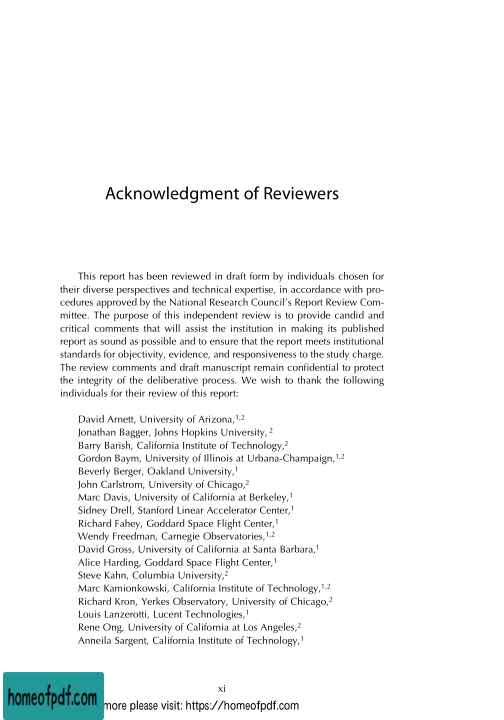 Acknowledgment of Reviewers
This report has been reviewed in draft form by individuals chosen for
their diverse perspectives and technical expertise, in accordance with pro-
cedures approved by the National Research Council's Report Review Com-
mittee. The purpose of this independent review is to provide candid and
critical comments that will assist the institution in making its published
report as sound as possible and to ensure that the report meets institutional
standards for objectivity, evidence, and responsiveness to the study charge.
The review comments and draft manuscript remain confidential to protect
the integrity of the deliberative process. We wish to thank the following
individuals for their review of this report:
David Arnett, University of Arizona,1,2
Jonathan Bagger, Johns Hopkins University, 2
Barry Barish, California Institute of Technology,2
Gordon Baym, University of Illinois at Urbana-Champaign,1,2
Beverly Berger, Oakland University,1
John Carlstrom, University of Chicago,2
Marc Davis, University of California at Berkeley,1
Sidney Drell, Stanford Linear Accelerator Center,1
Richard Fahey, Goddard Space Flight Center,1
Wendy Freedman, Carnegie Observatories,1,2
David Gross, University of California at Santa Barbara,1
Alice Harding, Goddard Space Flight Center,1
Steve Kahn, Columbia University,2
Marc Kamionkowski, California Institute of Technology,1,2
Richard Kron, Yerkes Observatory, University of Chicago,2
Louis Lanzerotti, Lucent Technologies,1
Rene Ong, University of California at Los Angeles,2
Anneila Sargent, California Institute of Technology,1
xi
homeofpdf.com
more please visit: https://homeofpdf.com